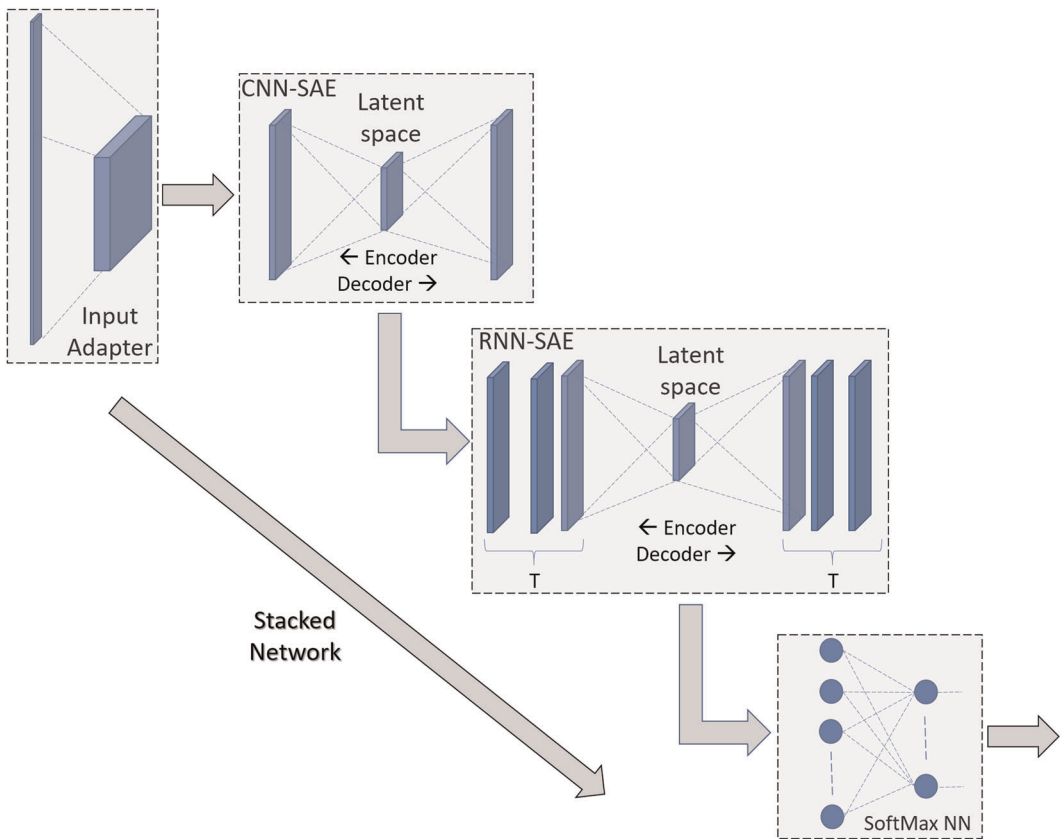 Input
Adapter
CNN-SAE
Latent
space
← Encoder
Decoder →
RNN-SAE
Latent
space
← Encoder
Decoder →
T
T
Stacked
Network
SoftMax NN